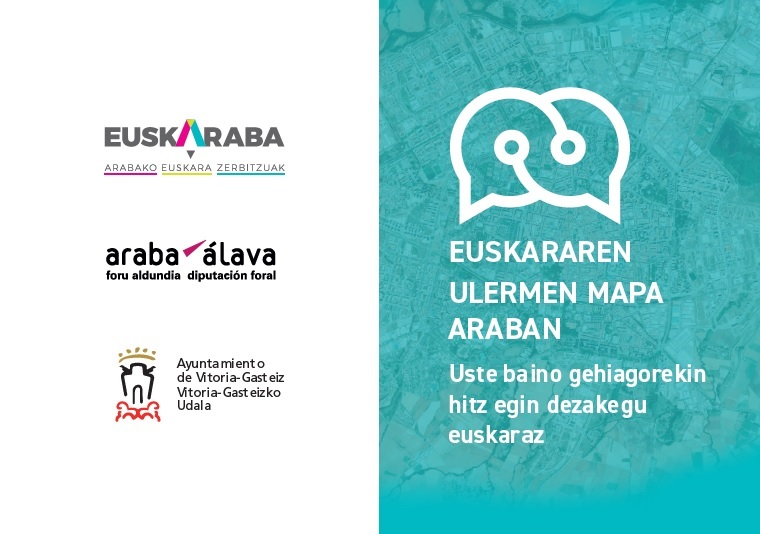 EUSKARABA
ARABAKO EUSKARA ZERBITZUAK
araba álava
foru aldundia diputación foral
Ayuntamiento
de Vitoria-Gasteiz
Vitoria-Gasteizko
Udala
EUSKARAREN
ULERMEN MAPA
ARABAN
Uste baino gehiagorekin
hitz egin dezakegu
euskaraz